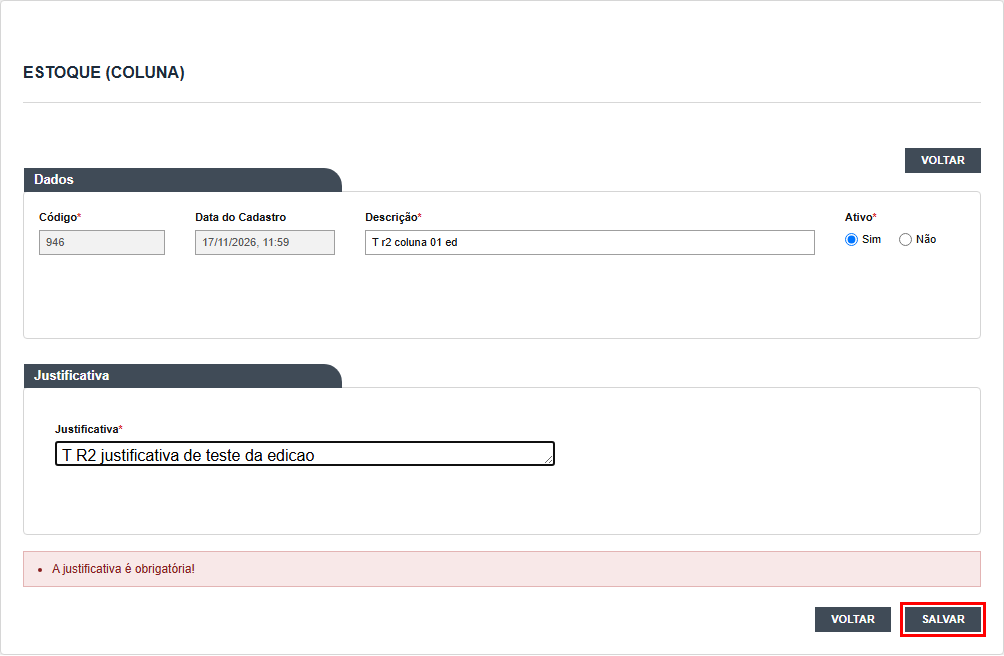 ESTOQUE (COLUNA)
VOLTAR
Dados
Código* Data do Cadastro Descrição* Ativo*
946 17/11/2026, 11:59 T r2 coluna 01 ed Sim Não
Justificativa
Justificativa*
T R2 justificativa de teste da edicao
• A justificativa é obrigatória!
VOLTAR SALVAR